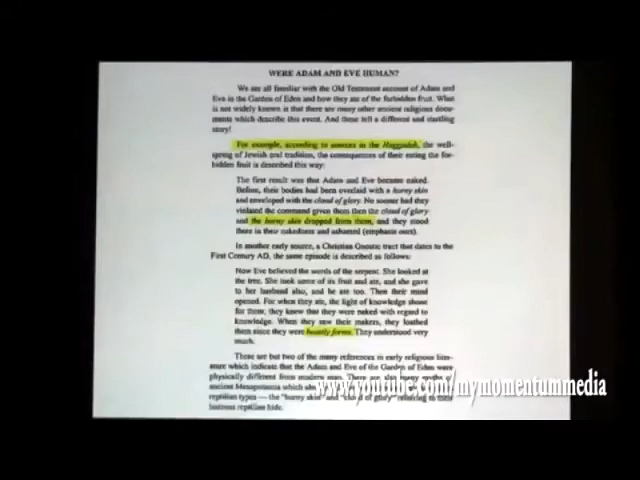 WERE ADAM AND EVE HUMAN?
We are all familiar with the Old Testament account of Adam and
Eve in the Garden of Eden and how they ate of the forbidden fruit. What
is not widely known is that there are many other ancient religious docu-
ments which describe this event. And these tell a different and startling
story!
For example, according to sources in the Haggadah, the well-
spring of Jewish oral tradition, the consequences of their eating the for-
bidden fruit is described this way:
The first result was that Adam and Eve became naked.
Before, their bodies had been overlaid with a horny skin
and enveloped with the cloud of glory. No sooner had they
violated the command given them then the cloud of glory
and the horny skin dropped from them, and they stood
there in their nakedness and ashamed (emphasis ours).
In another early source, a Christian Gnostic tract that dates to the
First Century AD, the same episode is described as follows:
Now Eve believed the words of the serpent. She looked at
the tree. She took some of its fruit and ate, and she gave
to her husband also, and he ate too. Then their mind
opened. For when they ate, the light of knowledge shone
for them; they knew that they were naked with regard to
knowledge. When they saw their makers, they loathed
them since they were beastly forms. They understood very
much.
These are but two of the many references in early religious liter-
ature which indicate that the Adam and Eve of the Garden of Eden were
physically different from modern man. There are also many myths of
ancient Mesopotamia which
reptilian types — the "horny skin" and of glory" referring to their
lustrous reptilian hide.
www.youtube.com/mymomentummedia